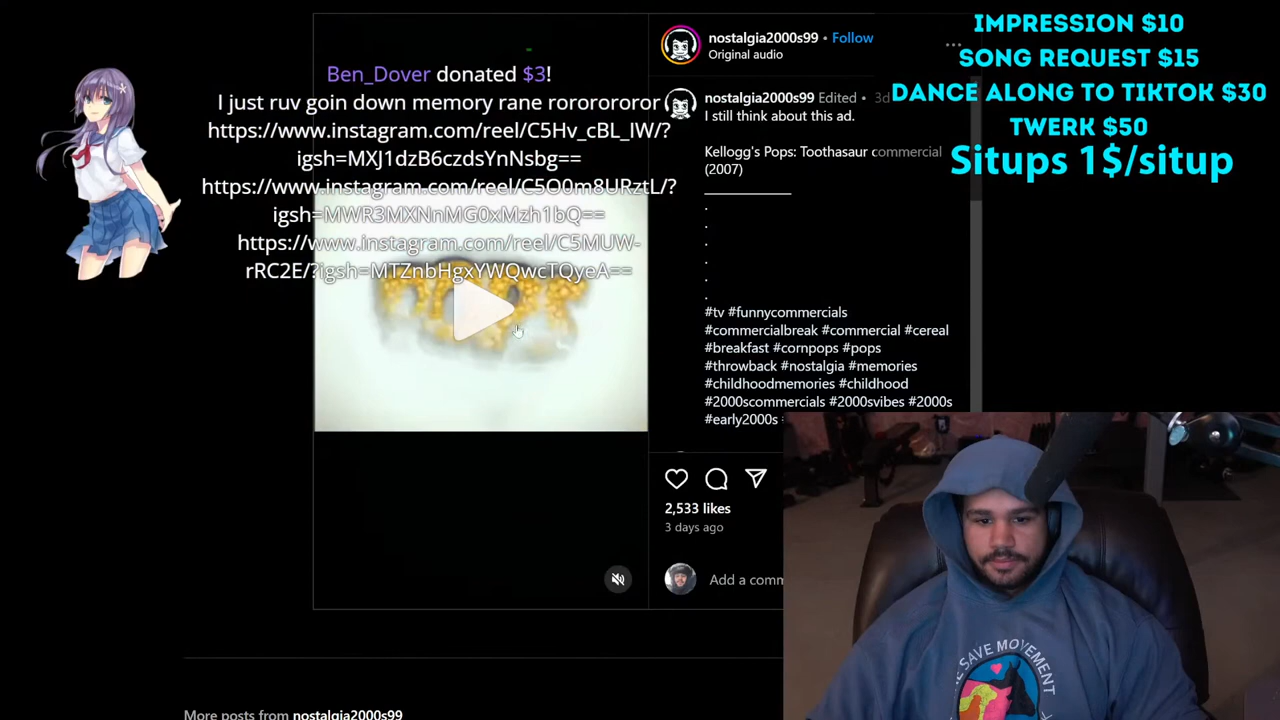 IMPRESSION $10
SONG REQUEST $15
DANCE ALONG TO TIKTOK $30
TWERK $50
Situps 1$/situp
Ben_Dover donated $3!
I just ruv goin down memory rane rorororoor
https://www.instagram.com/reel/C5Hv_cBL_IW/?
igsh=MXJ1dzB6czdsYnNsbg==
https://www.instagram.com/reel/C5O0m8URztL/?
igsh=MWR3MXNnMG0xMzh1bQ==
https://www.instagram.com/reel/C5MUW-
rRC2E/?igsh=MTZnbHgxYWQwcTQyeA==
nostalgia2000s99 • Follow
Original audio
nostalgia2000s99 Edited • 3d
I still think about this ad.
Kellogg's Pops: Toothasaur commercial
(2007)
#tv #funnycommercials
#commercialbreak #commercial #cereal
#breakfast #cornpops #pops
#throwback #nostalgia #memories
#childhoodmemories #childhood
#2000scommercials #2000svibes #2000s
#early2000s
2,533 likes
3 days ago
Add a comm
SAVE MOVEMENT
More posts from nostalgia2000s99